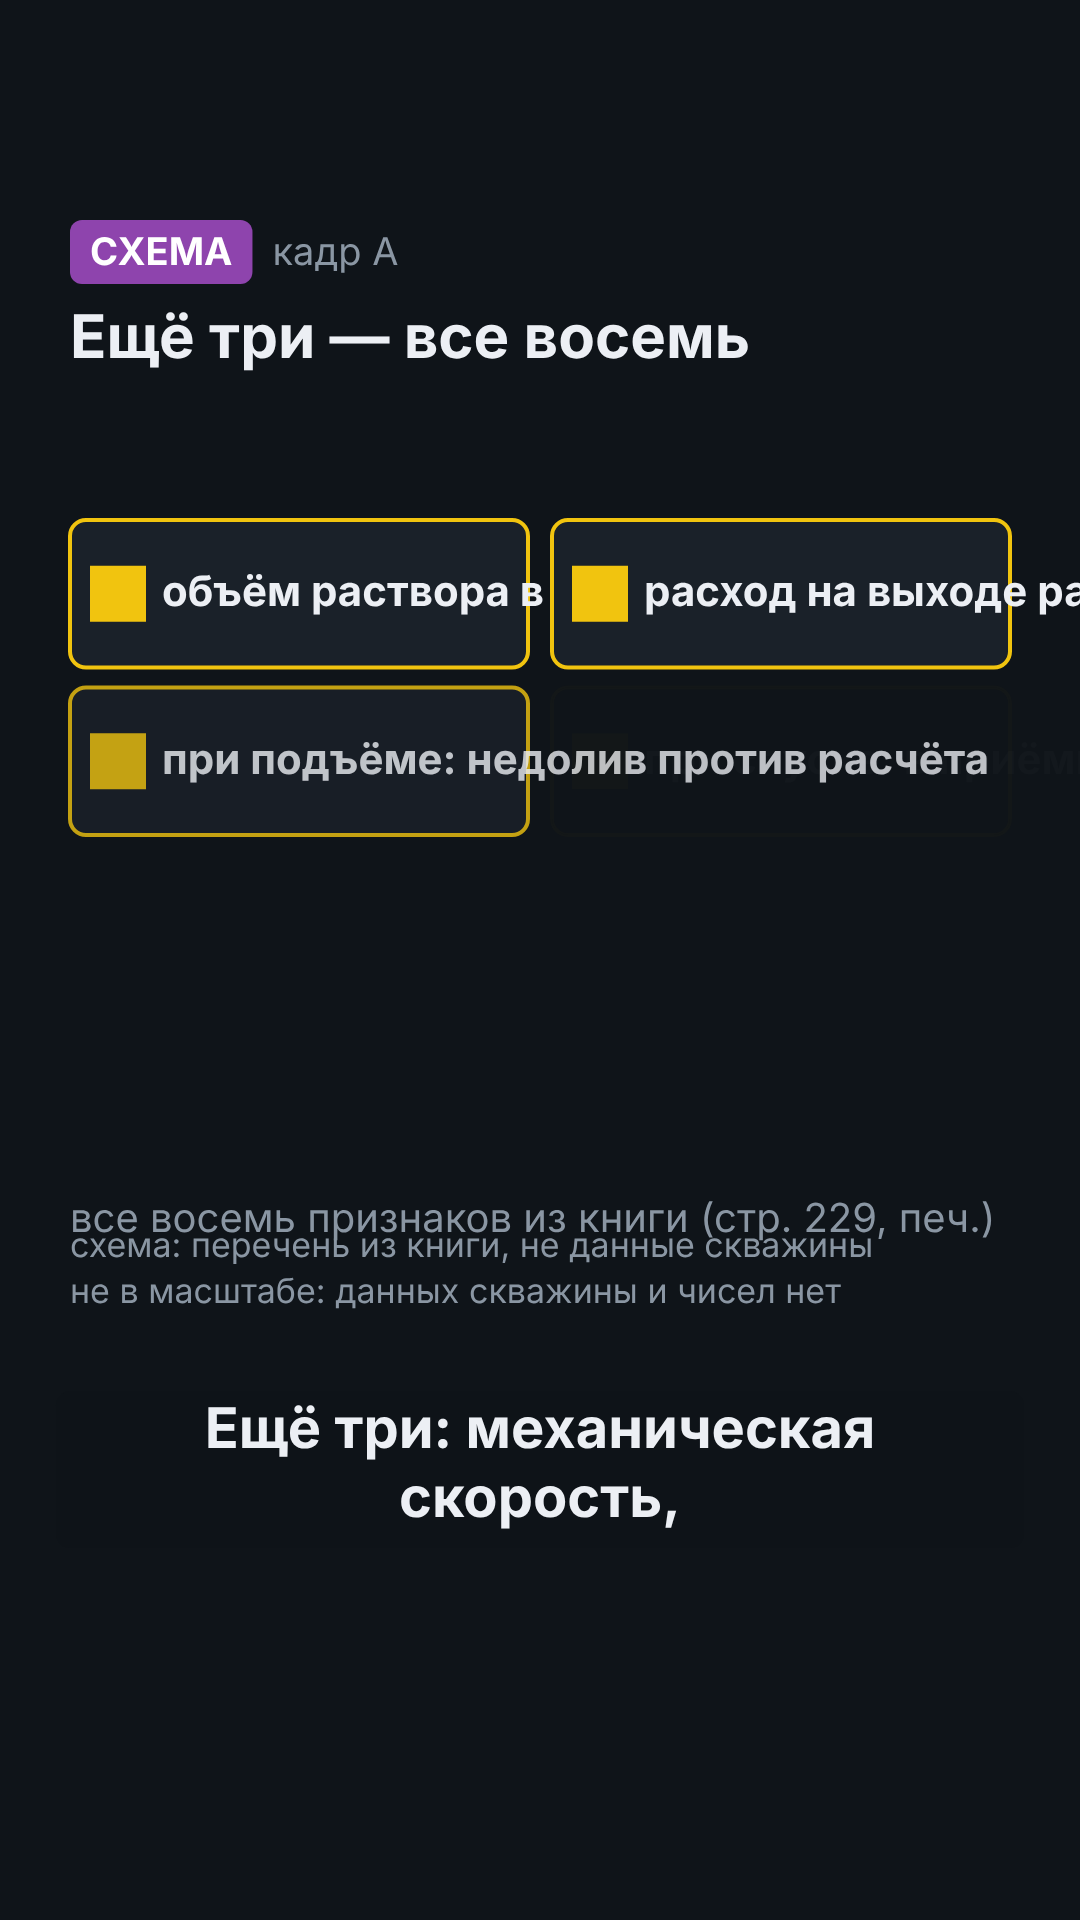 СХЕМА кадр А
Ещё три — все восемь
объём раствора в
расход на выходе
при подъёме: недолив против расчёта
все восемь признаков из книги (стр. 229, печ.)
схема: перечень из книги, не данные скважины
не в масштабе: данных скважины и чисел нет
Ещё три: механическая
скорость,